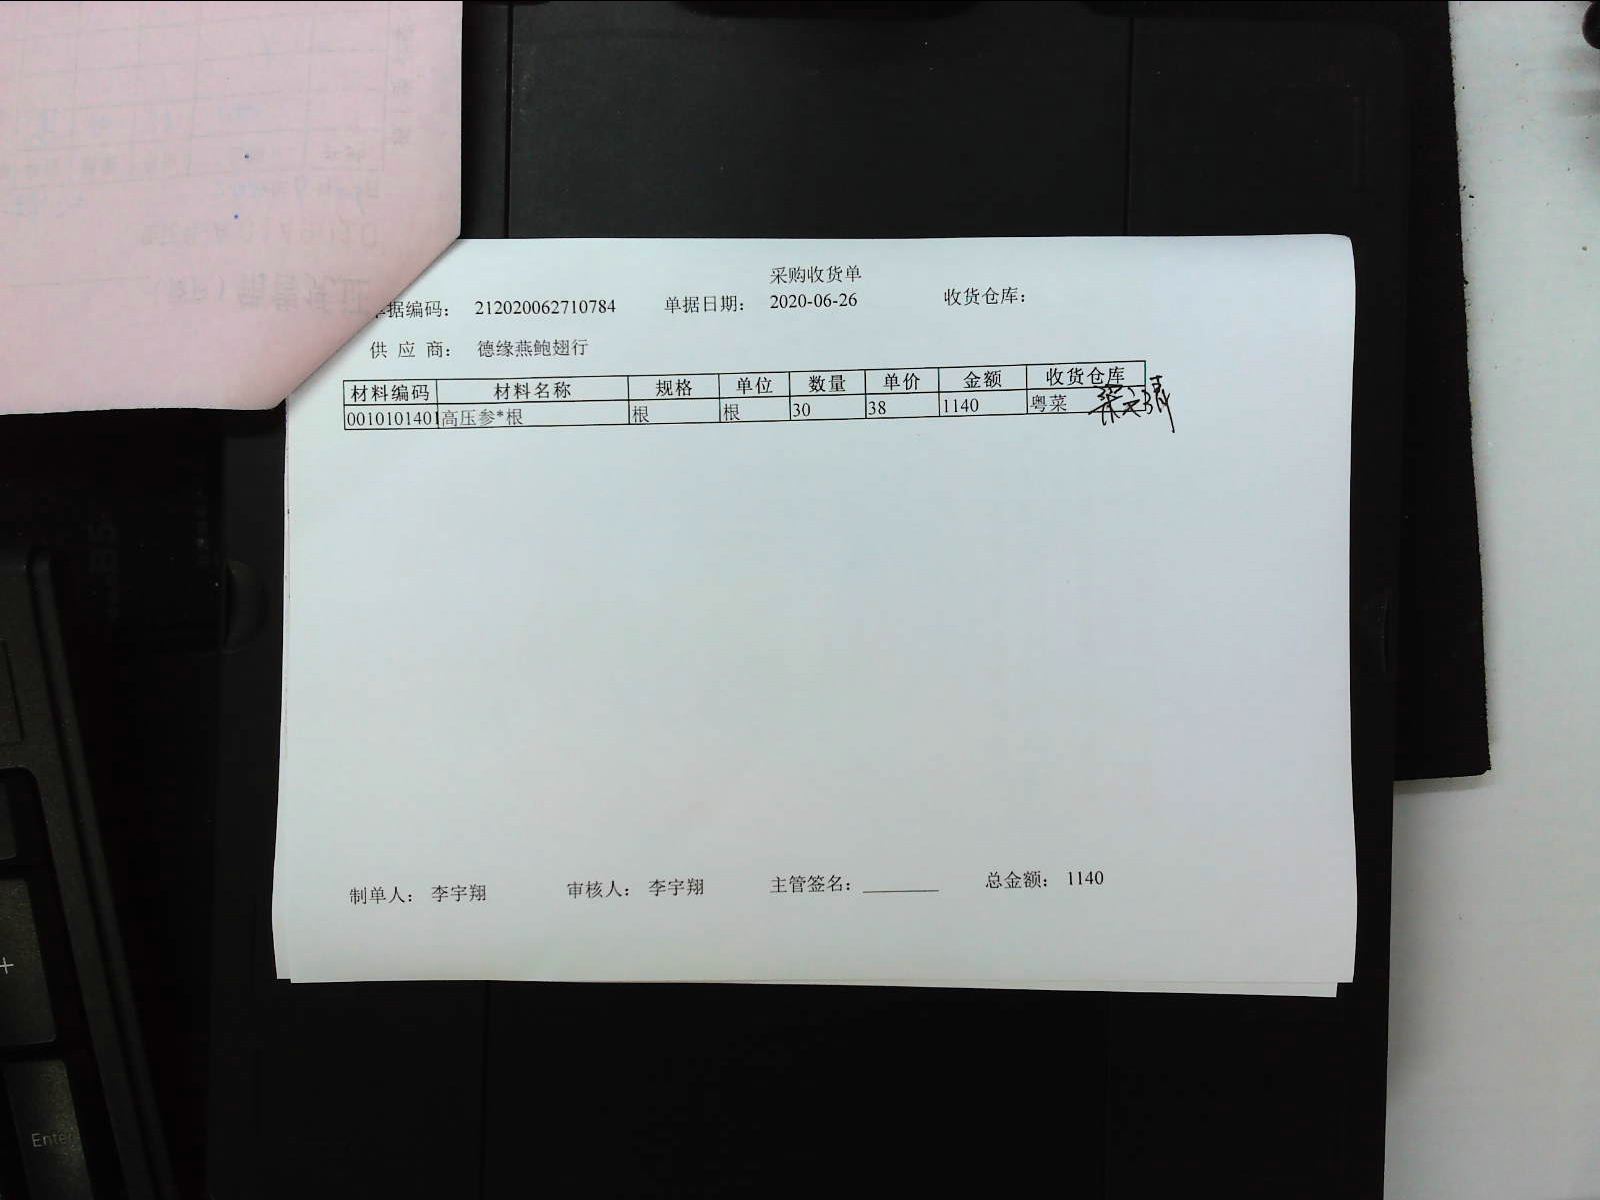 采购收货单
单据编码： 212020062710784 单据日期： 2020-06-26 收货仓库：
供 应 商： 德缘燕鲍翅行
材料编码 材料名称 规格 单位 数量 单价 金额 收货仓库
0010101401 高压参*根 根 根 30 38 1140 粤菜
制单人： 李宇翔 审核人： 李宇翔 主管签名： 总金额： 1140
+
Enter